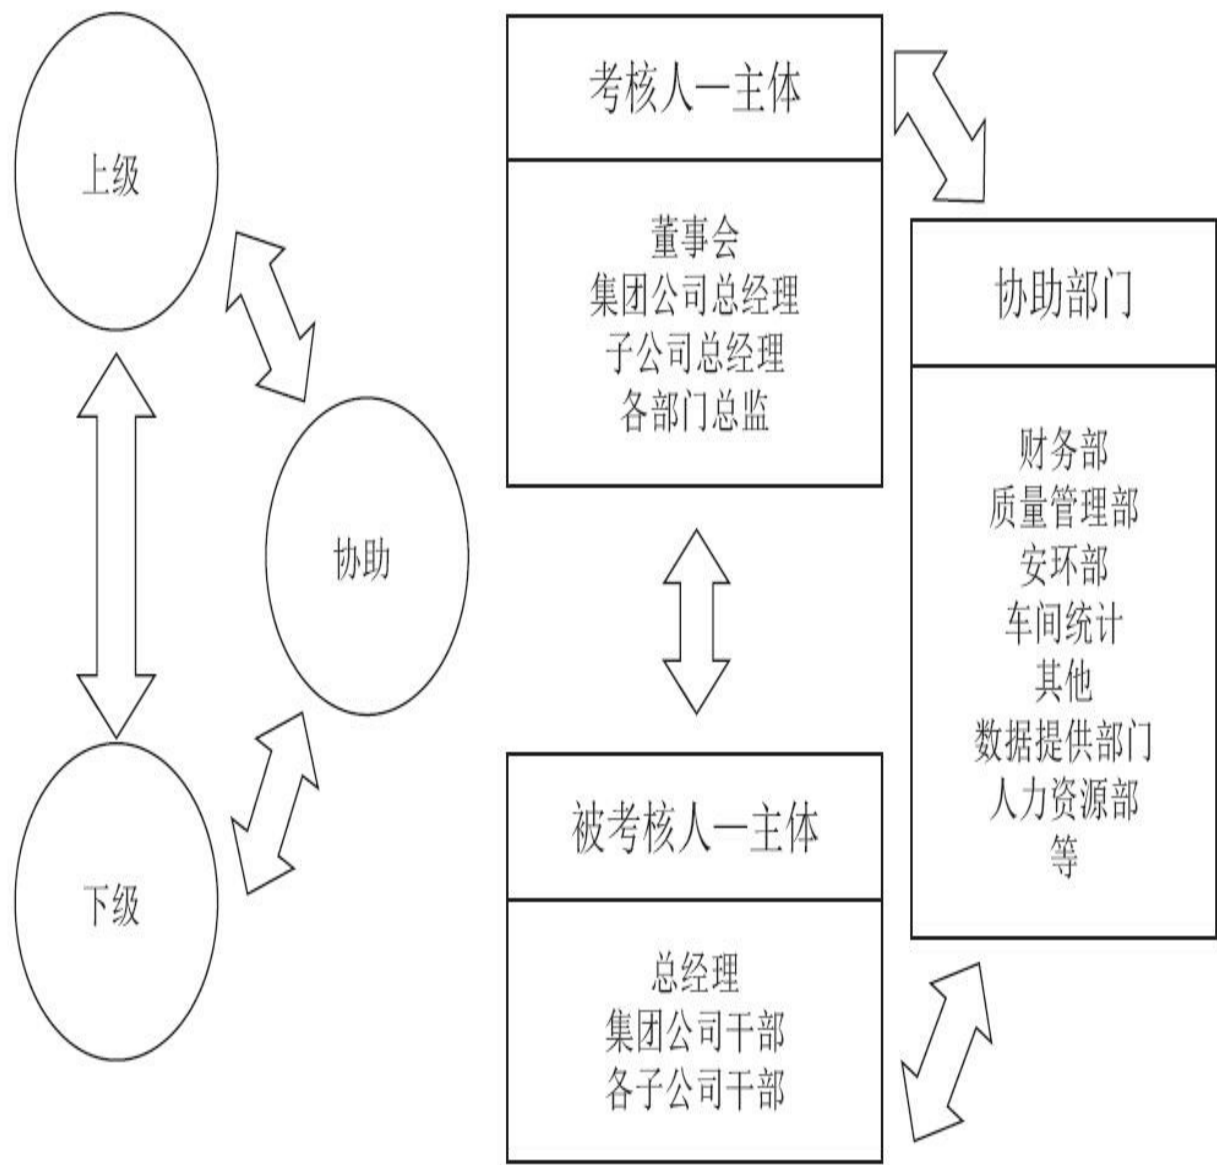 上级
协助
下级
考核人—主体
董事会
集团公司总经理
子公司总经理
各部门总监
被考核人—主体
总经理
集团公司干部
各子公司干部
协助部门
财务部
质量管理部
安环部
车间统计
其他
数据提供部门
人力资源部
等